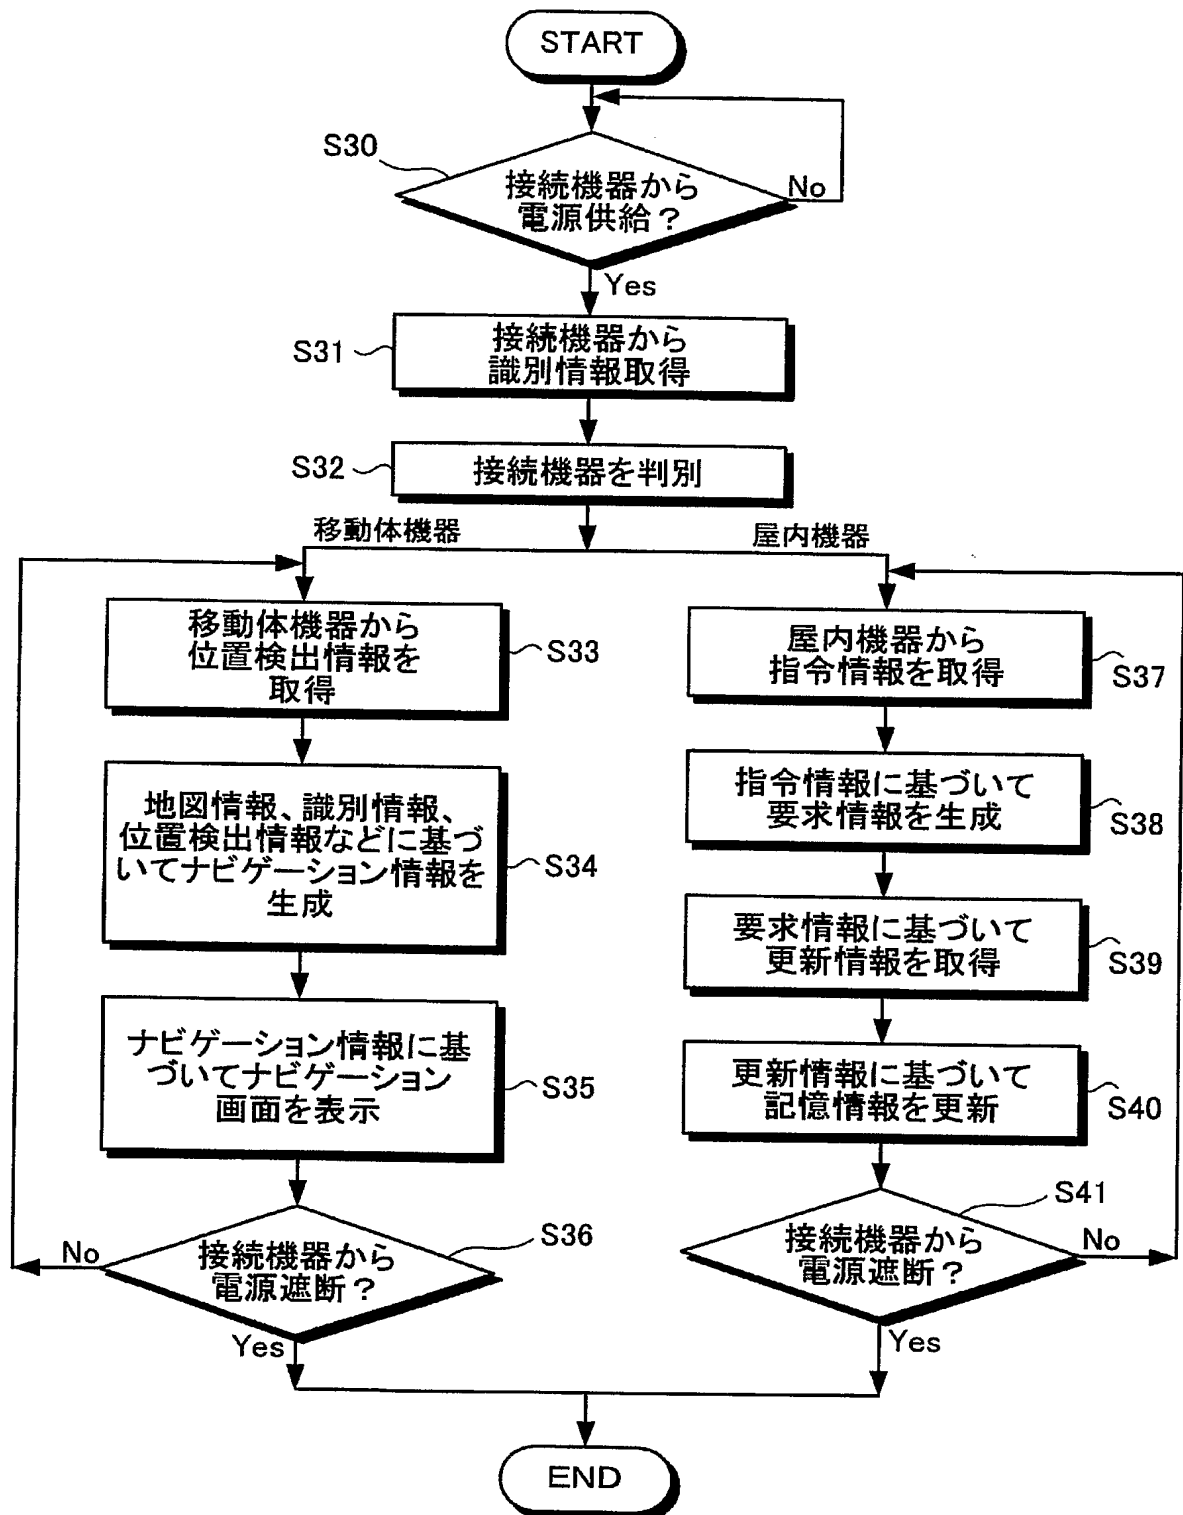 START
S30
接続機器から
電源供給？
No
Yes
S31
接続機器から
識別情報取得
S32
接続機器を判別
移動体機器
屋内機器
移動体機器から
位置検出情報を
取得
S33
地図情報、識別情報、
位置検出情報などに基づ
いてナビゲーション情報を
生成
S34
ナビゲーション情報に基
づいてナビゲーション
画面を表示
S35
接続機器から
電源遮断？
S36
No
Yes
屋内機器から
指令情報を取得
S37
指令情報に基づいて
要求情報を生成
S38
要求情報に基づいて
更新情報を取得
S39
更新情報に基づいて
記憶情報を更新
S40
接続機器から
電源遮断？
S41
No
Yes
END